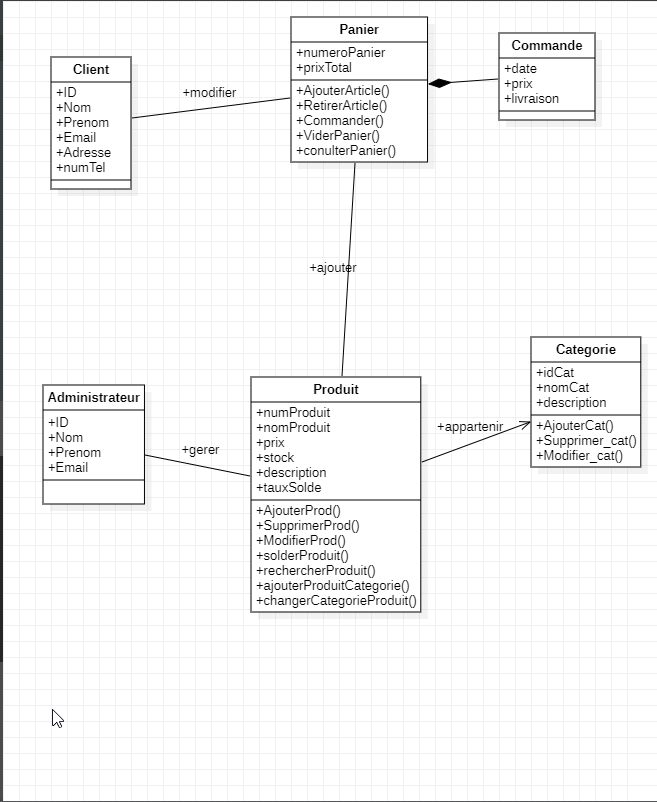 Client
+ID
+Nom
+Prenom
+Email
+Adresse
+numTel
+modifier
Panier
+numeroPanier
+prixTotal
+AjouterArticle()
+RetirerArticle()
+Commander()
+ViderPanier()
+conulterPanier()
Commande
+date
+prix
+livraison
+ajouter
Administrateur
+ID
+Nom
+Prenom
+Email
+gerer
Produit
+numProduit
+nomProduit
+prix
+stock
+description
+tauxSolde
+AjouterProd()
+SupprimerProd()
+ModifierProd()
+solderProduit()
+rechercherProduit()
+ajouterProduitCategorie()
+changerCategorieProduit()
+appartenir
Categorie
+idCat
+nomCat
+description
+AjouterCat()
+Supprimer_cat()
+Modifier_cat()